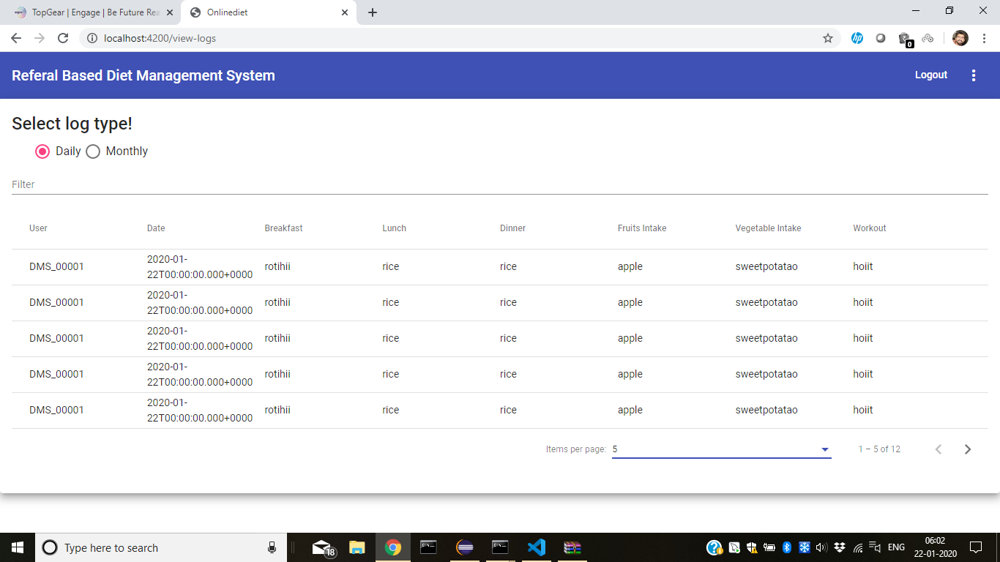 TopGear | Engage | Be Future Rea
Onlinediet
localhost:4200/view-logs
0
Referal Based Diet Management System
Logout
Select log type!
Daily
Monthly
Filter
User Date Breakfast Lunch Dinner Fruits Intake Vegetable Intake Workout
DMS_00001 2020-01-
22T00:00:00.000+0000 rotihii rice rice apple sweetpotatao hoiit
DMS_00001 2020-01-
22T00:00:00.000+0000 rotihii rice rice apple sweetpotatao hoiit
DMS_00001 2020-01-
22T00:00:00.000+0000 rotihii rice rice apple sweetpotatao hoiit
DMS_00001 2020-01-
22T00:00:00.000+0000 rotihii rice rice apple sweetpotatao hoiit
DMS_00001 2020-01-
22T00:00:00.000+0000 rotihii rice rice apple sweetpotatao hoiit
Items per page: 5 1 – 5 of 12
Type here to search
18
ENG
06:02
22-01-2020